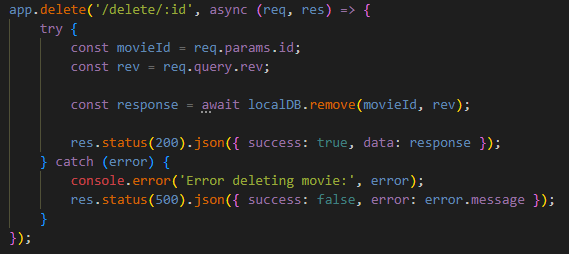 app.delete('/delete/:id', async (req, res) => {
    try {
        const movieId = req.params.id;
        const rev = req.query.rev;

        const response = await localDB.remove(movieId, rev);

        res.status(200).json({ success: true, data: response });
    } catch (error) {
        console.error('Error deleting movie:', error);
        res.status(500).json({ success: false, error: error.message });
    }
});